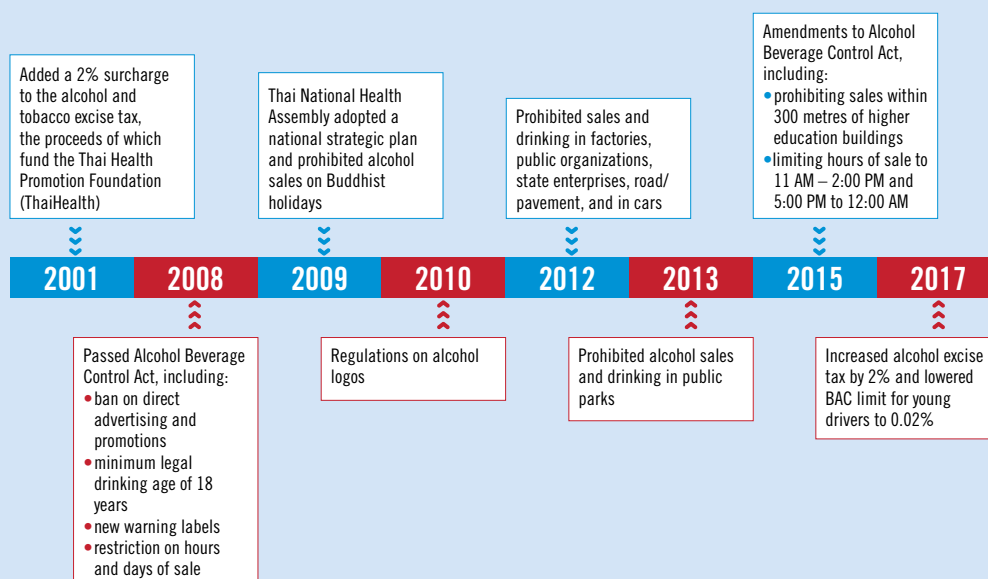 Added a 2% surcharge
to the alcohol and
tobacco excise tax,
the proceeds of which
fund the Thai Health
Promotion Foundation
(ThaiHealth)
Thai National Health
Assembly adopted a
national strategic plan
and prohibited alcohol
sales on Buddhist
holidays
Prohibited sales and
drinking in factories,
public organizations,
state enterprises, road/
pavement, and in cars
Amendments to Alcohol
Beverage Control Act,
including:
•prohibiting sales within
300 metres of higher
education buildings
•limiting hours of sale to
11 AM – 2:00 PM and
5:00 PM to 12:00 AM
2001 2008 2009 2010 2012 2013 2015 2017
Passed Alcohol Beverage
Control Act, including:
•ban on direct
advertising and
promotions
•minimum legal
drinking age of 18
years
•new warning labels
•restriction on hours
and days of sale
Regulations on alcohol
logos
Prohibited alcohol sales
and drinking in public
parks
Increased alcohol excise
tax by 2% and lowered
BAC limit for young
drivers to 0.02%